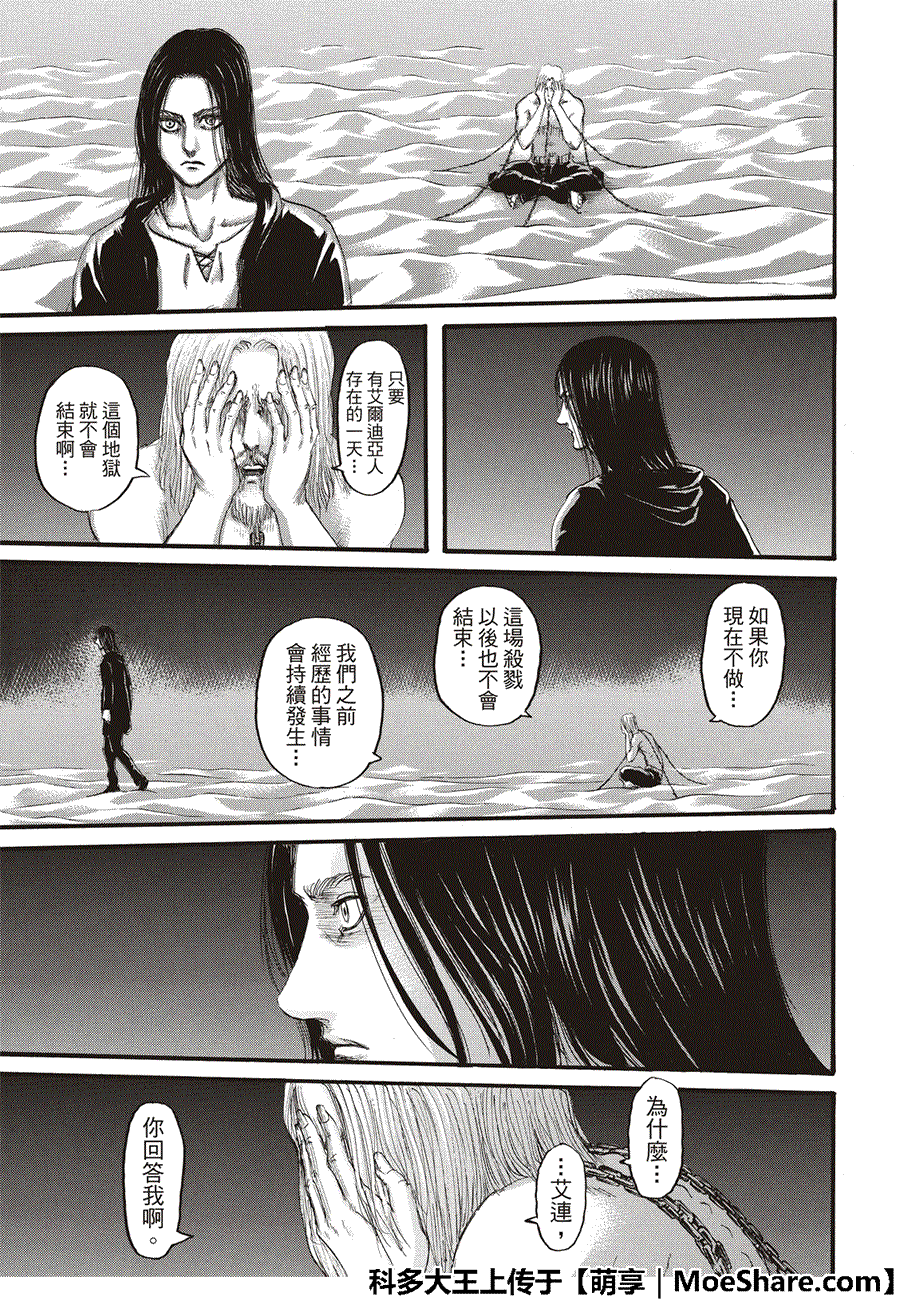 只要
有艾爾迪亞人
存在的一天…
這個地獄
就不會
結束啊…
如果你
現在不做…
這場殺戮
以後也不會
結束…
我們之前
經歷的事情
會持續發生…
為什麼…
…艾連，
你回答我啊。
科多大王上传于【萌享｜MoeShare.com】